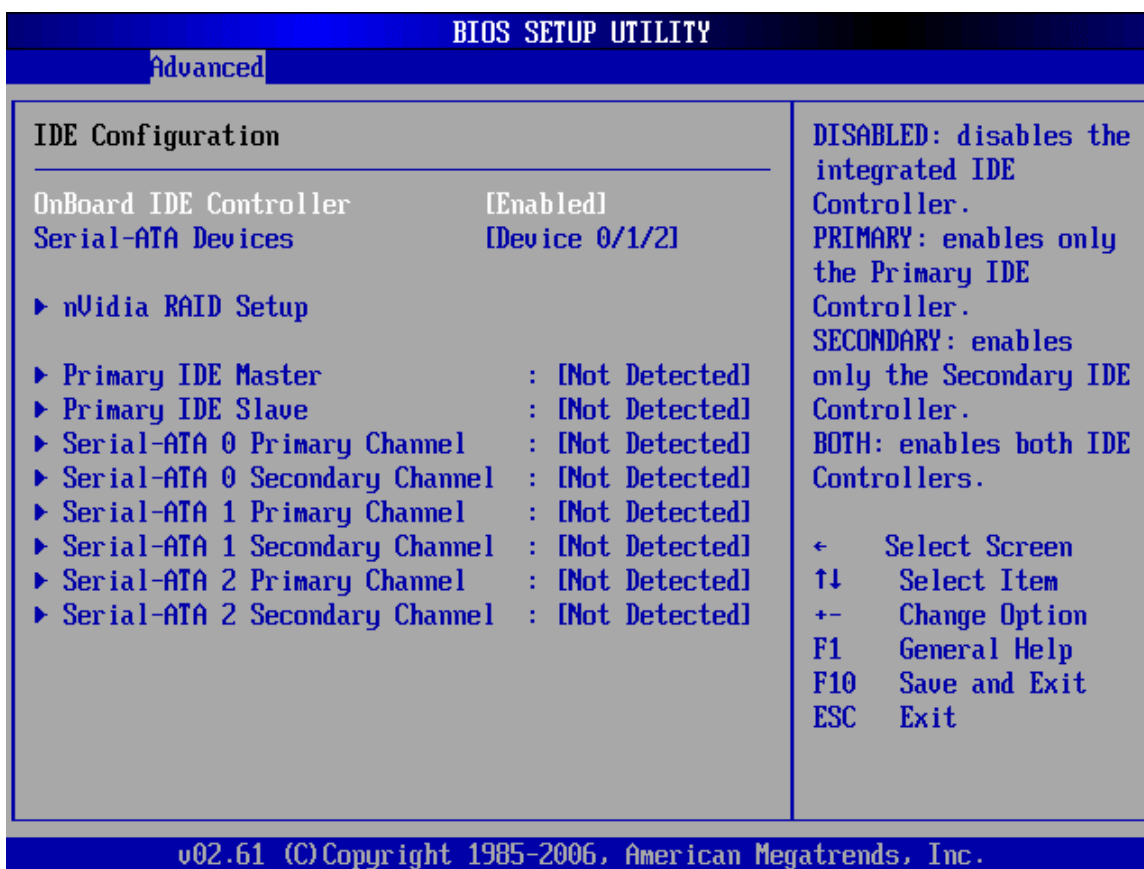 BIOS SETUP UTILITY
Advanced
IDE Configuration
OnBoard IDE Controller [Enabled]
Serial-ATA Devices [Device 0/1/2]
▶ nVidia RAID Setup
▶ Primary IDE Master : [Not Detected]
▶ Primary IDE Slave : [Not Detected]
▶ Serial-ATA 0 Primary Channel : [Not Detected]
▶ Serial-ATA 0 Secondary Channel : [Not Detected]
▶ Serial-ATA 1 Primary Channel : [Not Detected]
▶ Serial-ATA 1 Secondary Channel : [Not Detected]
▶ Serial-ATA 2 Primary Channel : [Not Detected]
▶ Serial-ATA 2 Secondary Channel : [Not Detected]
DISABLED: disables the
integrated IDE
Controller.
PRIMARY: enables only
the Primary IDE
Controller.
SECONDARY: enables
only the Secondary IDE
Controller.
BOTH: enables both IDE
Controllers.
← Select Screen
↑↓ Select Item
+- Change Option
F1 General Help
F10 Save and Exit
ESC Exit
v02.61 (C)Copyright 1985-2006, American Megatrends, Inc.